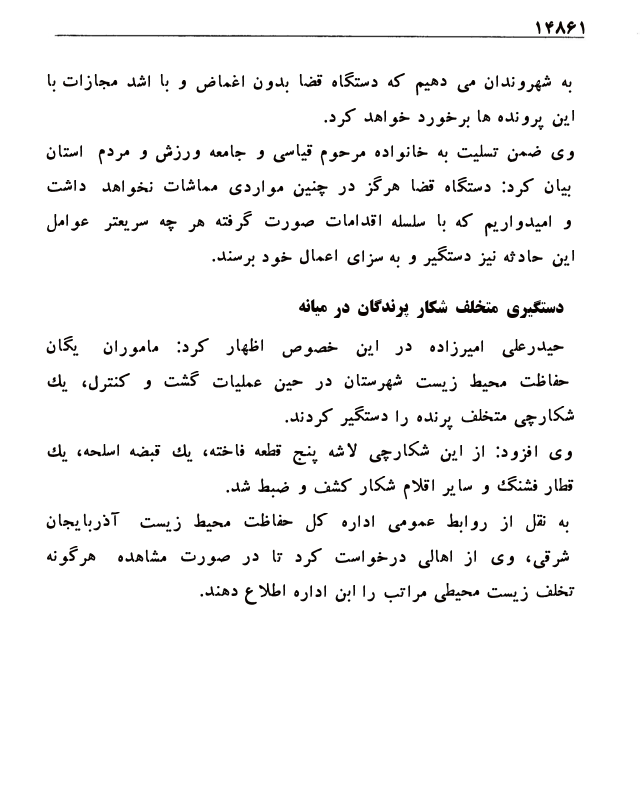 ۱۴۸۶۱
به شهروندان می دهیم که دستگاه قضا بدون اغماض و با اشد مجازات با
این پرونده ها برخورد خواهد کرد.
وی ضمن تسلیت به خانواده مرحوم قیاسی و جامعه ورزش و مردم استان
بیان کرد: دستگاه قضا هرگز در چنین مواردی مماشات نخواهد داشت
و امیدواریم که با سلسله اقدامات صورت گرفته هر چه سریعتر عوامل
این حادثه نیز دستگیر و به سزای اعمال خود برسند.
دستگیری متخلف شکار پرندگان در میانه
حیدرعلی امیرزاده در این خصوص اظهار کرد: ماموران یگان
حفاظت محیط زیست شهرستان در حین عملیات گشت و کنترل، یك
شکارچی متخلف پرنده را دستگیر کردند.
وی افزود: از این شکارچی لاشه پنج قطعه فاخته، یك قبضه اسلحه، یك
قطار فشنگ و سایر اقلام شکار کشف و ضبط شد.
به نقل از روابط عمومی اداره کل حفاظت محیط زیست آذربایجان
شرقی، وی از اهالی درخواست کرد تا در صورت مشاهده هرگونه
تخلف زیست محیطی مراتب را ابن اداره اطلاع دهند.